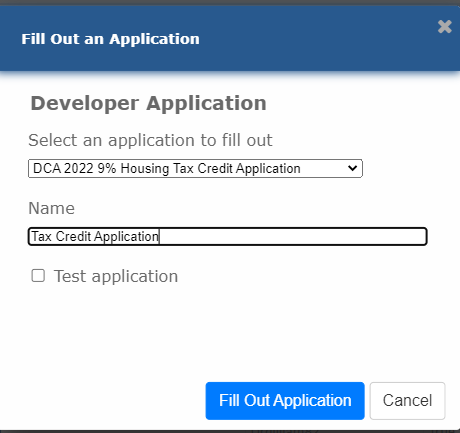 Fill Out an Application
Developer Application
Select an application to fill out
DCA 2022 9% Housing Tax Credit Application
Name
Tax Credit Application
Test application
Fill Out Application
Cancel